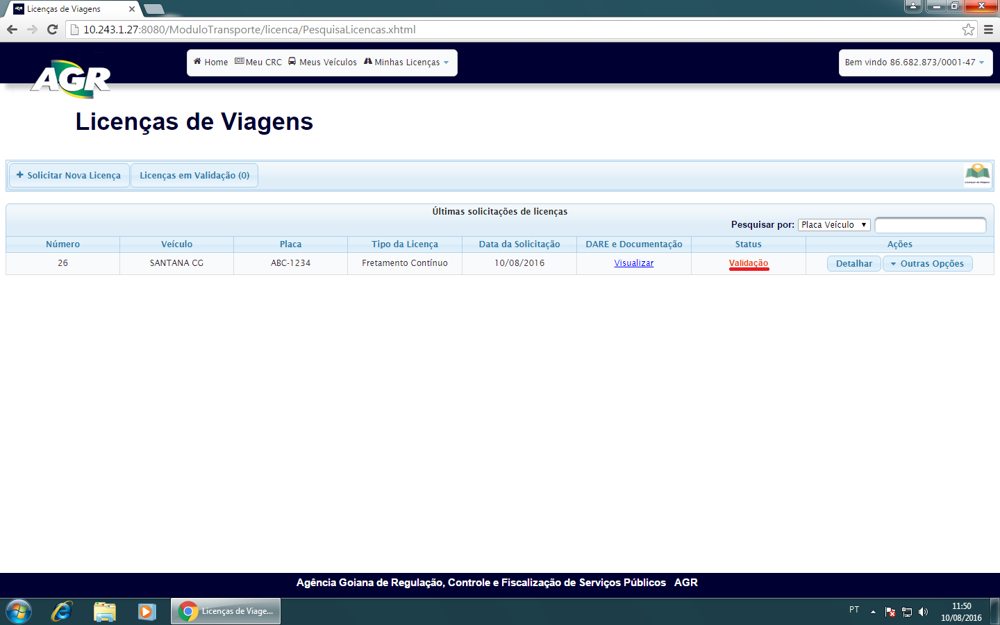 Licenças de Viagens
10.243.1.27:8080/ModuloTransporte/licenca/PesquisaLicencas.xhtml
AGR
Home Meu CRC Meus Veículos Minhas Licenças
Bem vindo 86.682.873/0001-47
Licenças de Viagens
Solicitar Nova Licença Licenças em Validação (0)
Últimas solicitações de licenças
Pesquisar por: Placa Veículo
Número Veículo Placa Tipo da Licença Data da Solicitação DARE e Documentação Status Ações
26 SANTANA CG ABC-1234 Fretamento Contínuo 10/08/2016 Visualizar Validação Detalhar Outras Opções
Agência Goiana de Regulação, Controle e Fiscalização de Serviços Públicos AGR
Licenças de Viage...
PT
11:50
10/08/2016